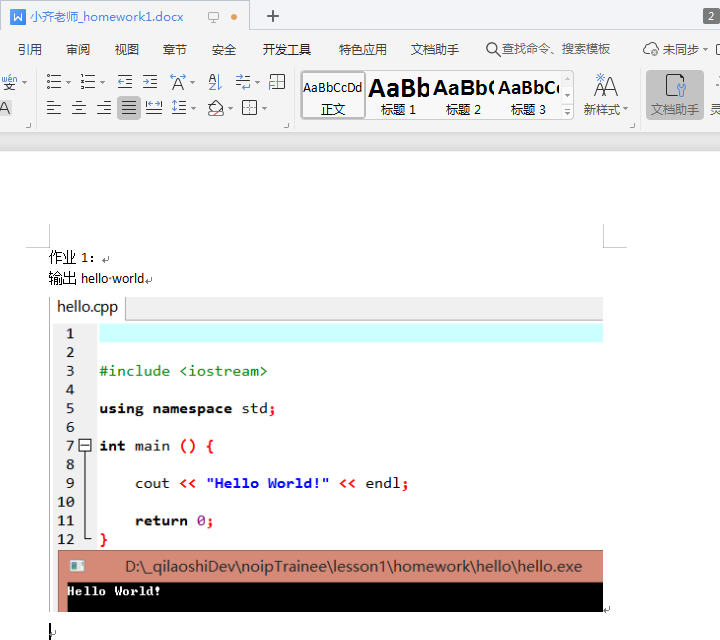 小齐老师_homework1.docx
2
引用 审阅 视图 章节 安全 开发工具 特色应用 文档助手 查找命令、搜索模板 未同步
wén 文
A
AaBbCcDd AaBb AaBb( AaBbC
正文 标题 1 标题 2 标题 3 新样式 文档助手
作业 1：
输出 hello·world
hello.cpp
1
2
3 #include <iostream>
4
5 using namespace std;
6
7 int main () {
8
9 cout << "Hello World!" << endl;
10
11 return 0;
12 }
D:\_qilaoshiDev\noipTrainee\lesson1\homework\hello\hello.exe
Hello World!